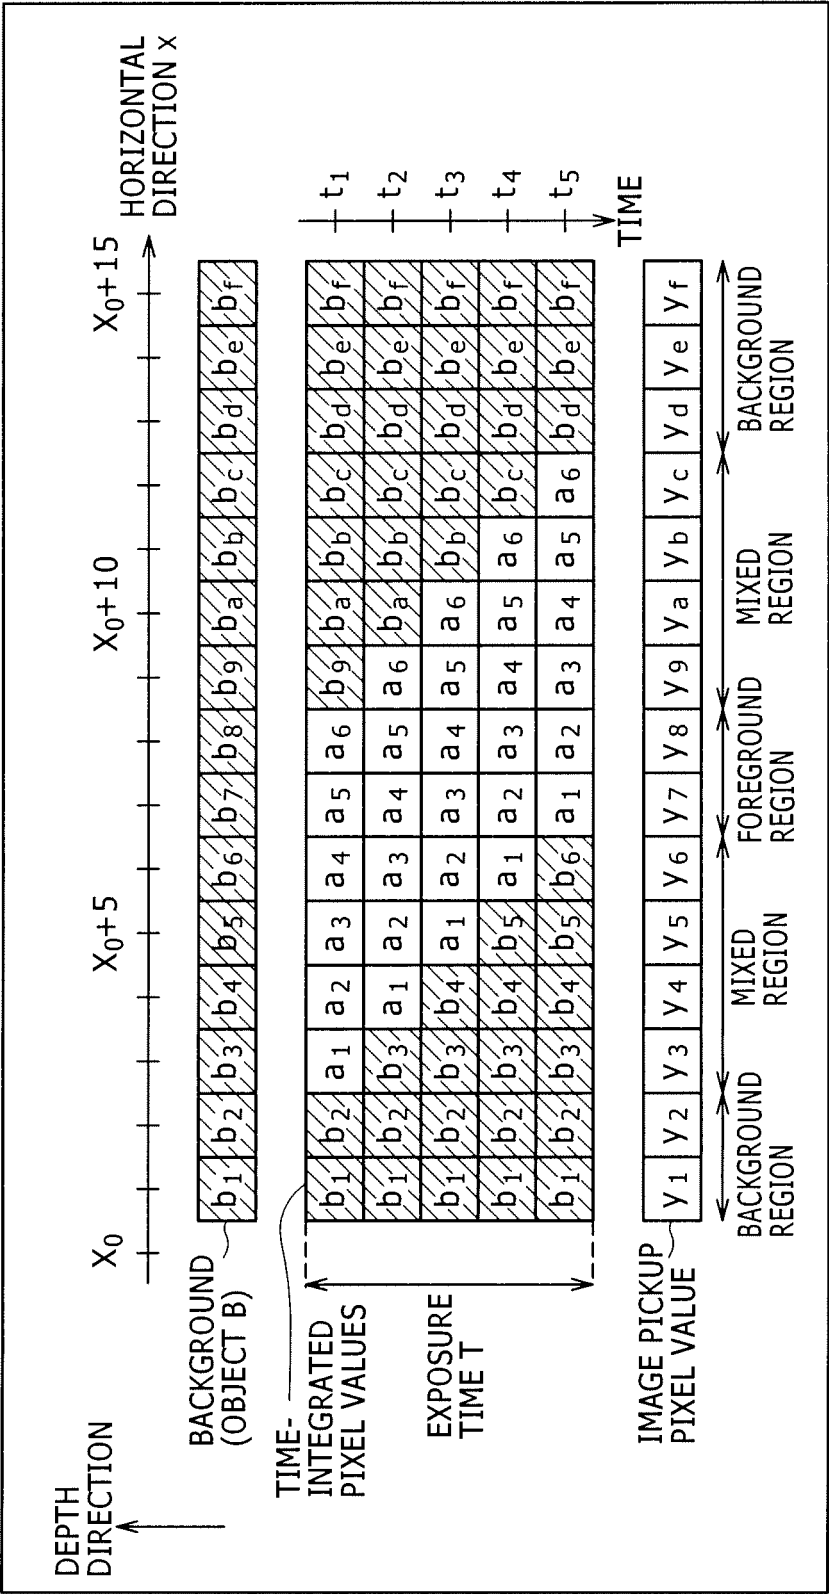 DEPTH
DIRECTION
HORIZONTAL
DIRECTION X
X0 X0+5 X0+10 X0+15
BACKGROUND
(OBJECT B)
b1 b2 b3 b4 b5 b6 b7 b8 b9 ba bb bc bd be bf
TIME-
INTEGRATED
PIXEL VALUES
EXPOSURE
TIME T
b1 b2 a1 a2 a3 a4 a5 a6 b9 ba bb bc bd be bf t1
b1 b2 b3 a1 a2 a3 a4 a5 a6 ba bb bc bd be bf t2
b1 b2 b3 b4 a1 a2 a3 a4 a5 a6 bb bc bd be bf t3
b1 b2 b3 b4 b5 a1 a2 a3 a4 a5 a6 bc bd be bf t4
b1 b2 b3 b4 b5 b6 a1 a2 a3 a4 a5 a6 bd be bf t5
TIME
IMAGE PICKUP
PIXEL VALUE
y1 y2 y3 y4 y5 y6 y7 y8 y9 ya yb yc yd ye yf
BACKGROUND
REGION
MIXED
REGION
FOREGROUND
REGION
MIXED
REGION
BACKGROUND
REGION